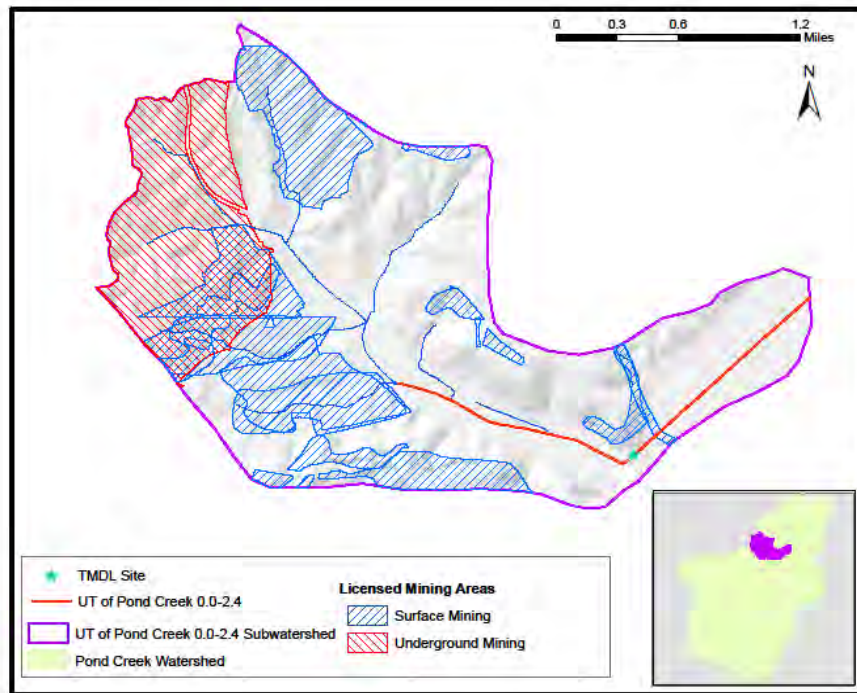 0 0.3 0.6 1.2
Miles
N
TMDL Site
UT of Pond Creek 0.0-2.4
UT of Pond Creek 0.0-2.4 Subwatershed
Pond Creek Watershed
Licensed Mining Areas
Surface Mining
Underground Mining